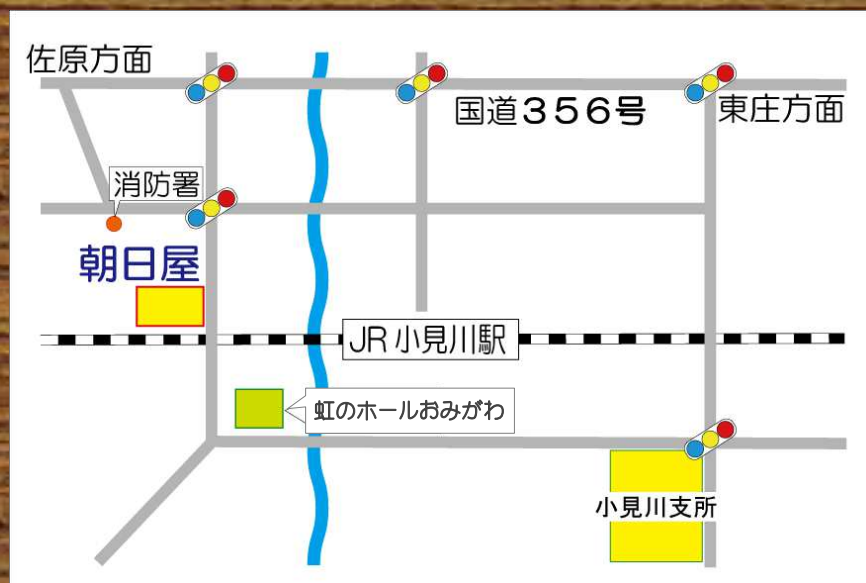 佐原方面
国道３５６号
東庄方面
消防署
朝日屋
JR 小見川駅
虹のホールおみがわ
小見川支所